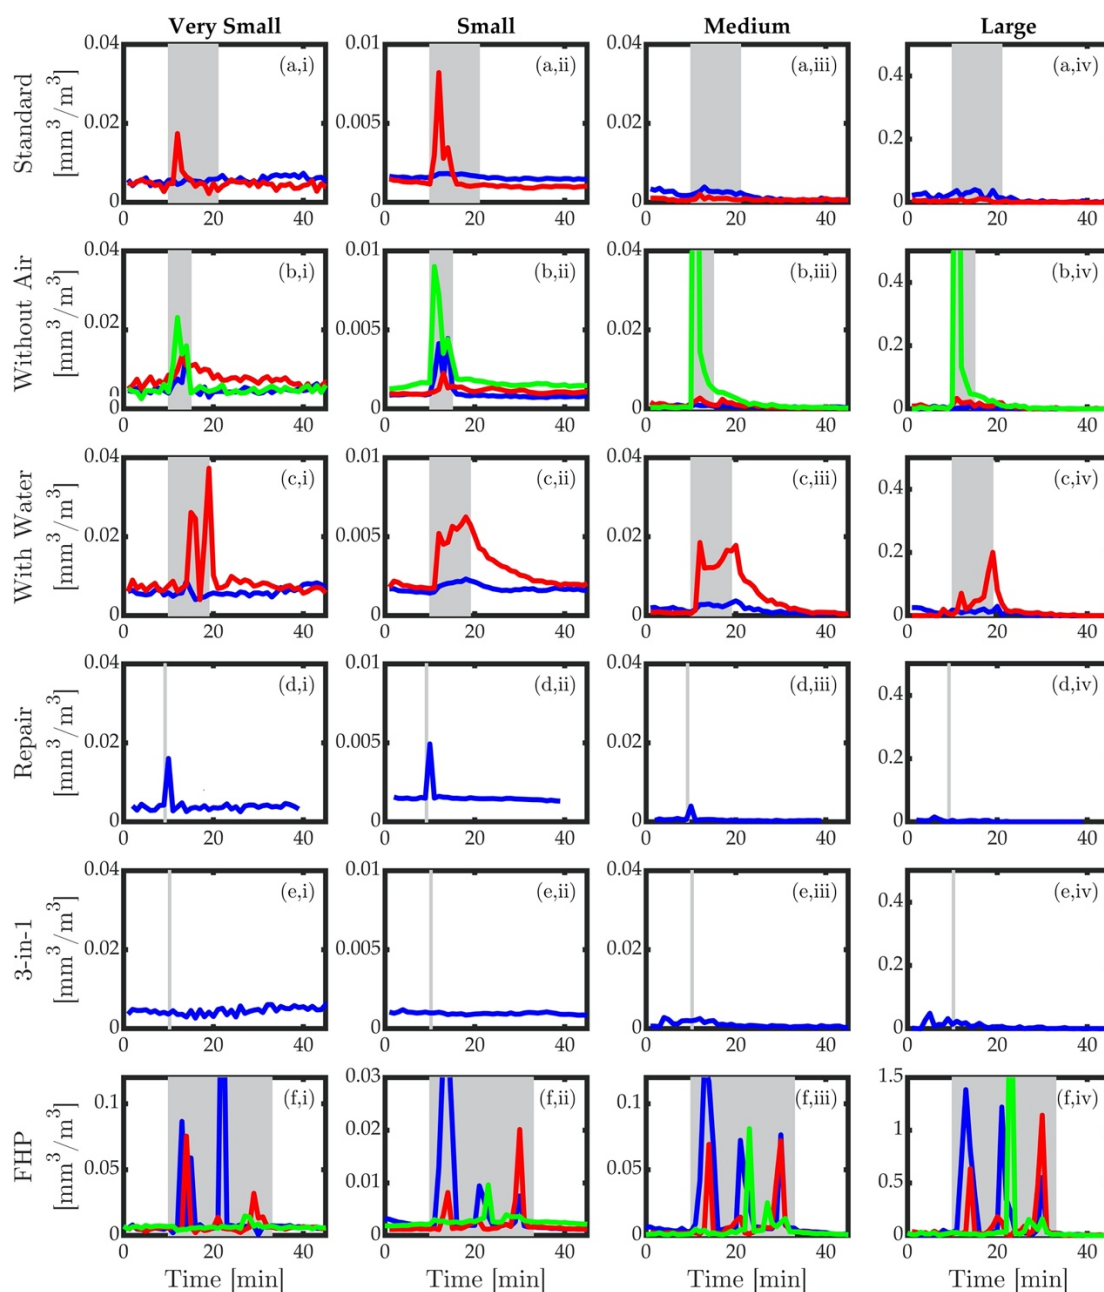 Very Small Small Medium Large
Standard
[mm³/m³]
0.04 0.01 0.04
(a,i) (a,ii) (a,iii) (a,iv)
0.4
0.02 0.005 0.02
0.2
0 0 0 0
0 20 40 0 20 40 0 20 40 0 20 40
Without Air
[mm³/m³]
0.04 0.01 0.04
(b,i) (b,ii) (b,iii) (b,iv)
0.4
0.02 0.005 0.02
0.2
0 0 0 0
0 20 40 0 20 40 0 20 40 0 20 40
With Water
[mm³/m³]
0.04 0.01 0.04
(c,i) (c,ii) (c,iii) (c,iv)
0.4
0.02 0.005 0.02
0.2
0 0 0 0
0 20 40 0 20 40 0 20 40 0 20 40
Repair
[mm³/m³]
0.04 0.01 0.04
(d,i) (d,ii) (d,iii) (d,iv)
0.4
0.02 0.005 0.02
0.2
0 0 0 0
0 20 40 0 20 40 0 20 40 0 20 40
3-in-1
[mm³/m³]
0.04 0.01 0.04
(e,i) (e,ii) (e,iii) (e,iv)
0.4
0.02 0.005 0.02
0.2
0 0 0 0
0 20 40 0 20 40 0 20 40 0 20 40
FHP
[mm³/m³]
0.03 1.5
(f,i) (f,ii) (f,iii) (f,iv)
0.1 0.02 0.1 1
0.05 0.01 0.05 0.5
0 0 0 0
0 20 40 0 20 40 0 20 40 0 20 40
Time [min] Time [min] Time [min] Time [min]